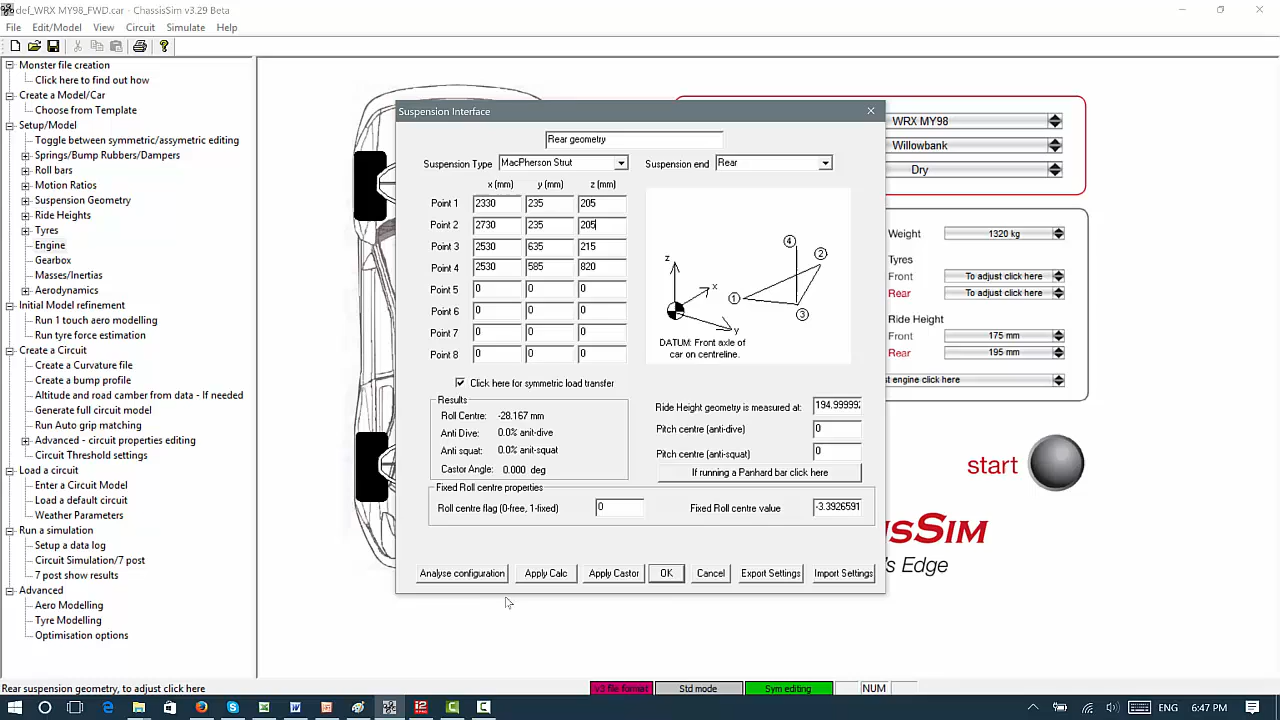 def_WRX MY98_FWD.car - ChassisSim v3.29 Beta
File Edit/Model View Circuit Simulate Help
Monster file creation
Click here to find out how
Create a Model/Car
Choose from Template
Setup/Model
Toggle between symmetric/assymetric editing
Springs/Bump Rubbers/Dampers
Roll bars
Motion Ratios
Suspension Geometry
Ride Heights
Tyres
Engine
Gearbox
Masses/Inertias
Aerodynamics
Initial Model refinement
Run 1 touch aero modelling
Run tyre force estimation
Create a Circuit
Create a Curvature file
Create a bump profile
Altitude and road camber from data - If needed
Generate full circuit model
Run Auto grip matching
Advanced - circuit properties editing
Circuit Threshold settings
Load a circuit
Enter a Circuit Model
Load a default circuit
Weather Parameters
Run a simulation
Setup a data log
Circuit Simulation/7 post
7 post show results
Advanced
Aero Modelling
Tyre Modelling
Optimisation options
Suspension Interface
Rear geometry
Suspension Type MacPherson Strut Suspension end Rear
x (mm) y (mm) z (mm)
Point 1 2330 235 205
Point 2 2730 235 205
Point 3 2530 635 215
Point 4 2530 585 820
Point 5 0 0 0
Point 6 0 0 0
Point 7 0 0 0
Point 8 0 0 0
z
x
y
1
2
3
4
DATUM: Front axle of
car on centreline.
Click here for symmetric load transfer
Results
Roll Centre: -28.167 mm
Anti Dive: 0.0% anit-dive
Anti squat: 0.0% anit-squat
Castor Angle: 0.000 deg
Ride Height geometry is measured at: 194.999992
Pitch centre (anti-dive) 0
Pitch centre (anti-squat) 0
If running a Panhard bar click here
Fixed Roll centre properties
Roll centre flag (0-free, 1-fixed) 0 Fixed Roll centre value -3.3926591
Analyse configuration Apply Calc Apply Castor OK Cancel Export Settings Import Settings
WRX MY98
Willowbank
Dry
Weight 1320 kg
Tyres
Front To adjust click here
Rear To adjust click here
Ride Height
Front 175 mm
Rear 195 mm
st engine click here
start
ssSIM
's Edge
Rear suspension geometry, to adjust click here v3 file format Std mode Sym editing NUM
ENG 6:47 PM